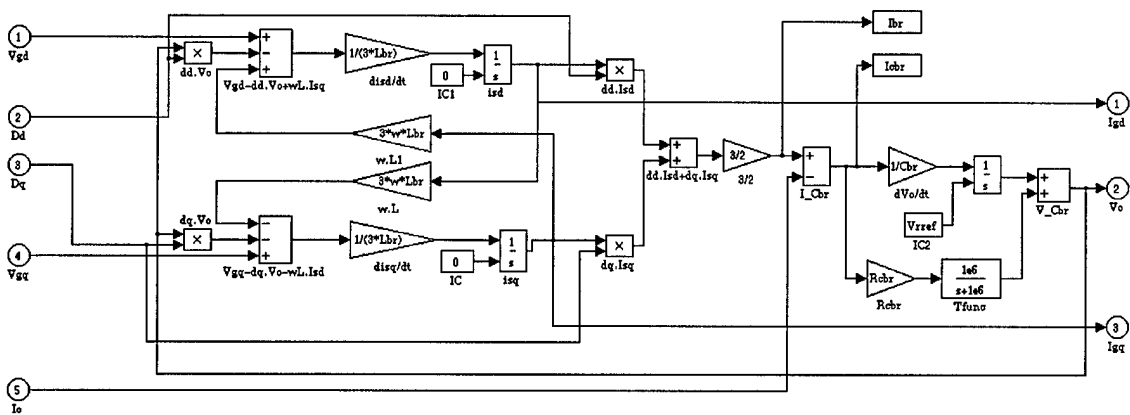 1
Vgd
2
Dd
3
Dq
4
Vgq
5
Io
dd.Vo
+
−
+
Vgd-dd.Vo+wL.Isq
1/(3*Lbr)
disd/dt
0
IC1
1
s
isd
dd.Isd
3*w*Lbr
w.L1
3*w*Lbr
w.L
dq.Vo
−
−
+
Vgq-dq.Vo-wL.Isd
1/(3*Lbr)
disq/dt
0
IC
1
s
isq
dq.Isq
+
+
dd.Isd+dq.Isq
3/2
3/2
Ibr
Icbr
+
−
I_Cbr
1/Cbr
dVo/dt
1
s
Vrref
IC2
Rcbr
Rcbr
1e6
s+1e6
Tfunc
+
+
V_Cbr
1
Igd
2
Vo
3
Igq